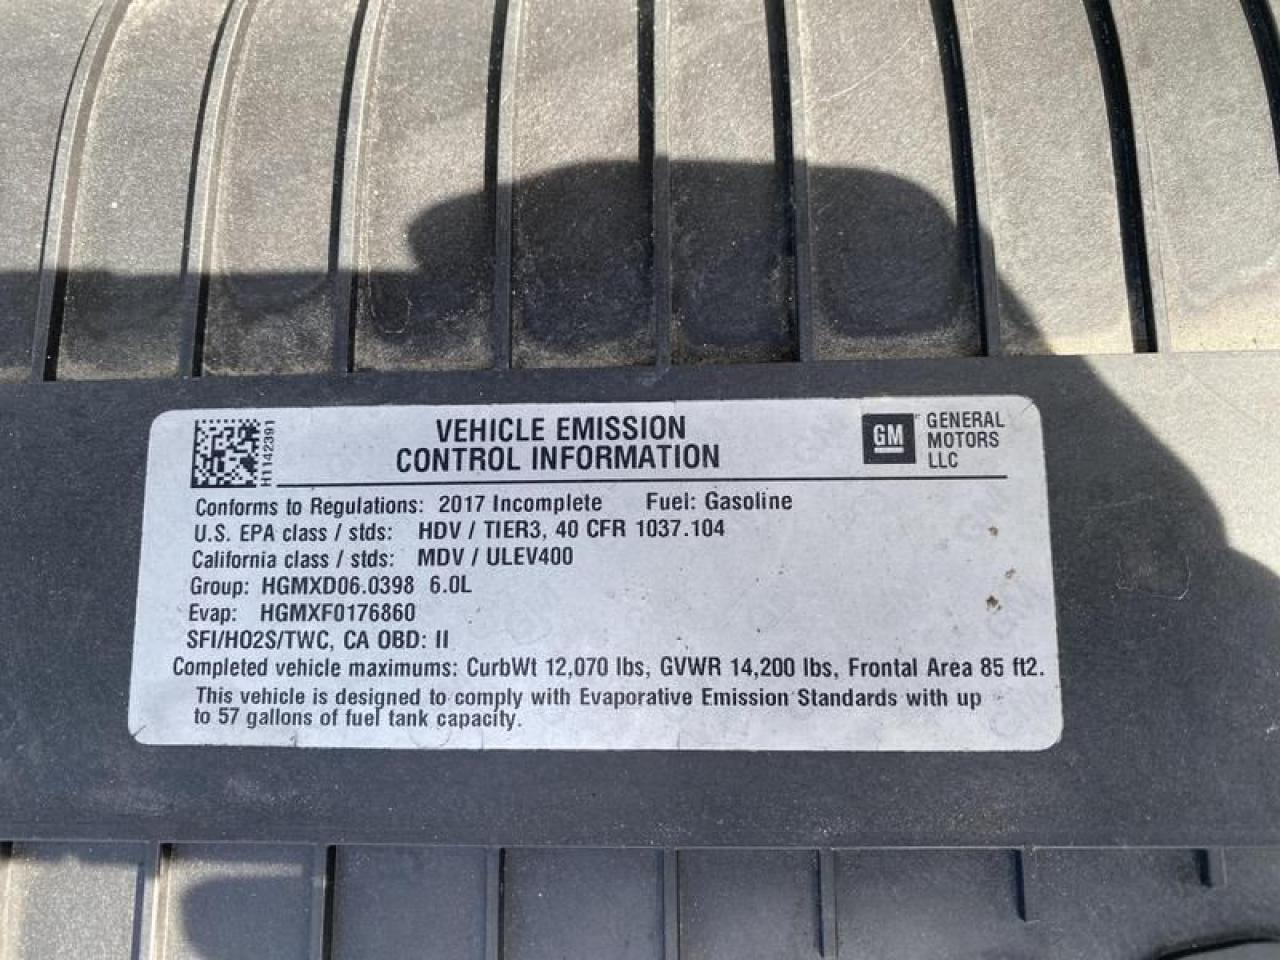 H1142391
VEHICLE EMISSION
CONTROL INFORMATION
GM
GENERAL
MOTORS
LLC
Conforms to Regulations: 2017 Incomplete Fuel: Gasoline
U.S. EPA class / stds: HDV / TIER3, 40 CFR 1037.104
California class / stds: MDV / ULEV400
Group: HGMXD06.0398 6.0L
Evap: HGMXF0176860
SFI/HO2S/TWC, CA OBD: II
Completed vehicle maximums: CurbWt 12,070 lbs, GVWR 14,200 lbs, Frontal Area 85 ft2.
This vehicle is designed to comply with Evaporative Emission Standards with up
to 57 gallons of fuel tank capacity.